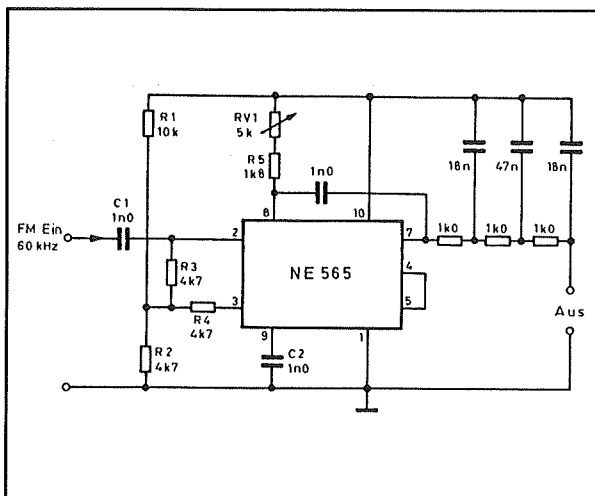 R1
10k
RV1
5k
R5
1k8
1n0
18n
47n
18n
C1
1n0
FM Ein
60 kHz
8
10
2
7
1k0
1k0
1k0
R3
4k7
NE 565
4
3
5
R4
4k7
Aus
R2
4k7
9
C2
1n0
1